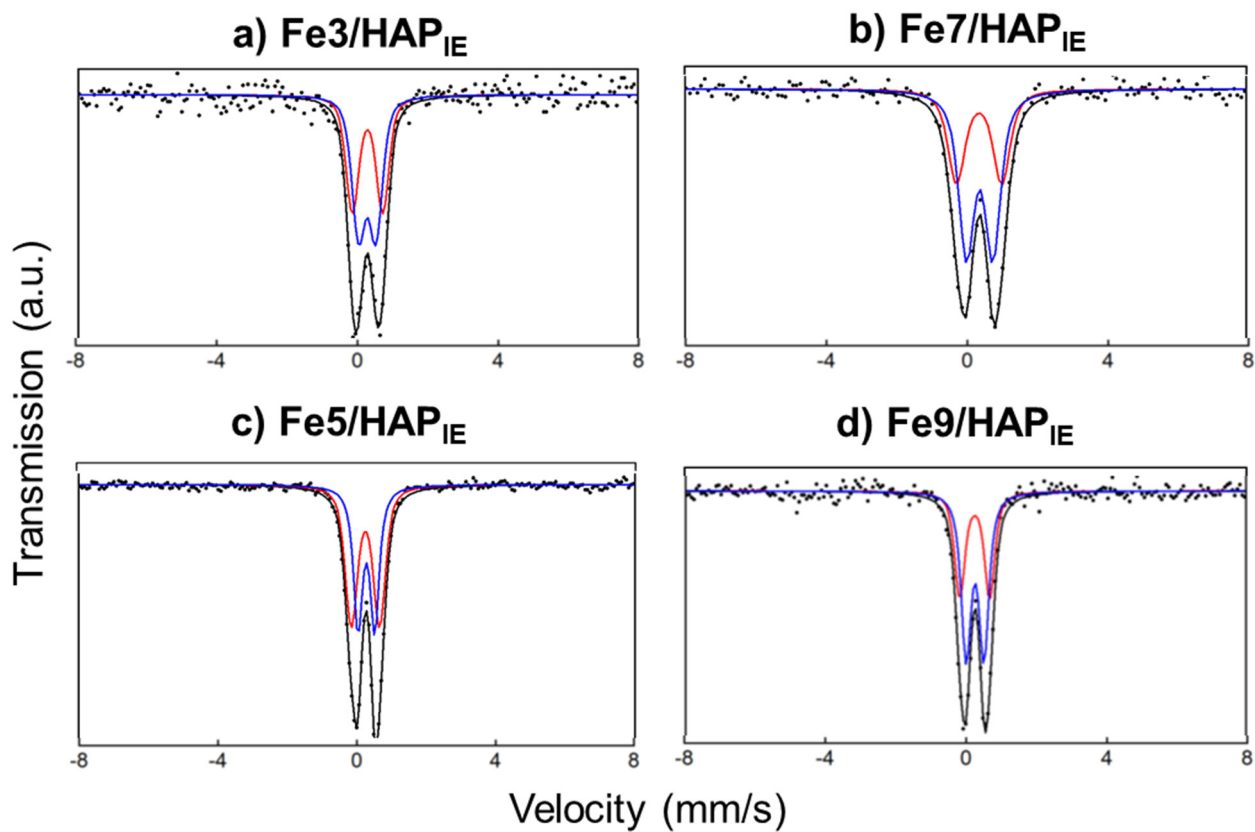 a) Fe3/HAPIE
b) Fe7/HAPIE
-8 -4 0 4 8
-8 -4 0 4 8
c) Fe5/HAPIE
d) Fe9/HAPIE
-8 -4 0 4 8
-8 -4 0 4 8
Transmission (a.u.)
Velocity (mm/s)